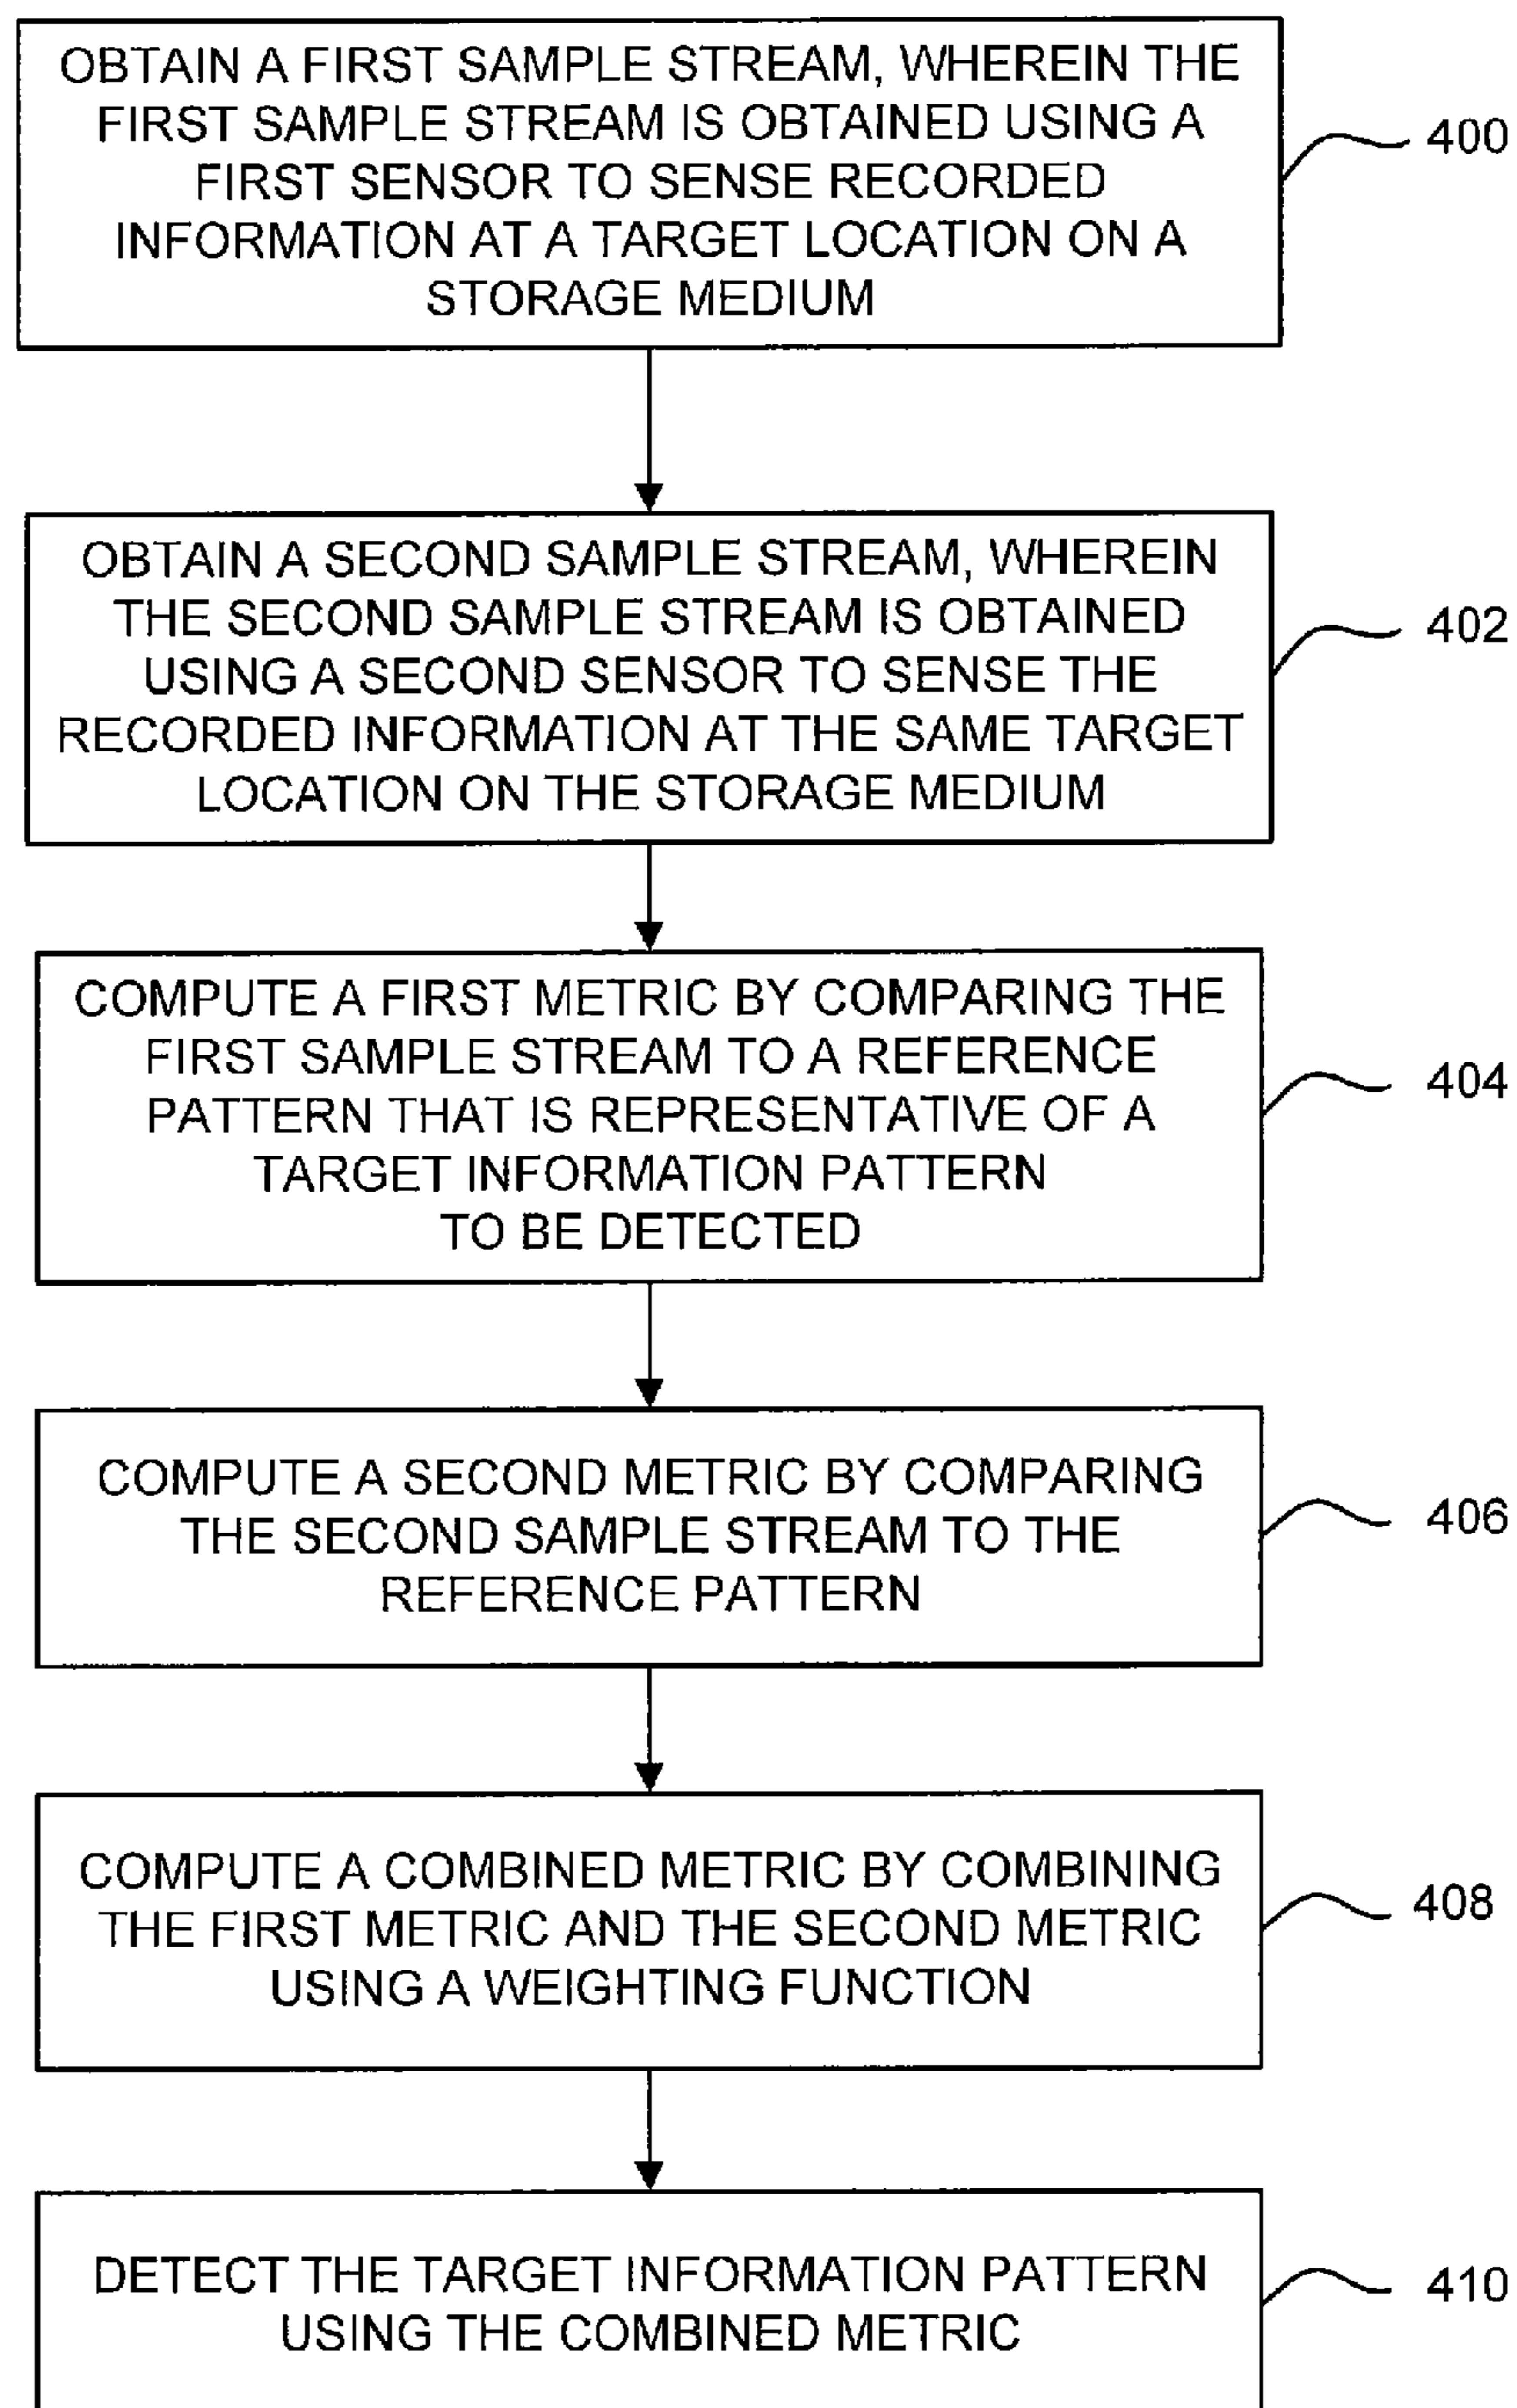 OBTAIN A FIRST SAMPLE STREAM, WHEREIN THE
FIRST SAMPLE STREAM IS OBTAINED USING A
FIRST SENSOR TO SENSE RECORDED
INFORMATION AT A TARGET LOCATION ON A
STORAGE MEDIUM
400
OBTAIN A SECOND SAMPLE STREAM, WHEREIN
THE SECOND SAMPLE STREAM IS OBTAINED
USING A SECOND SENSOR TO SENSE THE
RECORDED INFORMATION AT THE SAME TARGET
LOCATION ON THE STORAGE MEDIUM
402
COMPUTE A FIRST METRIC BY COMPARING THE
FIRST SAMPLE STREAM TO A REFERENCE
PATTERN THAT IS REPRESENTATIVE OF A
TARGET INFORMATION PATTERN
TO BE DETECTED
404
COMPUTE A SECOND METRIC BY COMPARING
THE SECOND SAMPLE STREAM TO THE
REFERENCE PATTERN
406
COMPUTE A COMBINED METRIC BY COMBINING
THE FIRST METRIC AND THE SECOND METRIC
USING A WEIGHTING FUNCTION
408
DETECT THE TARGET INFORMATION PATTERN
USING THE COMBINED METRIC
410